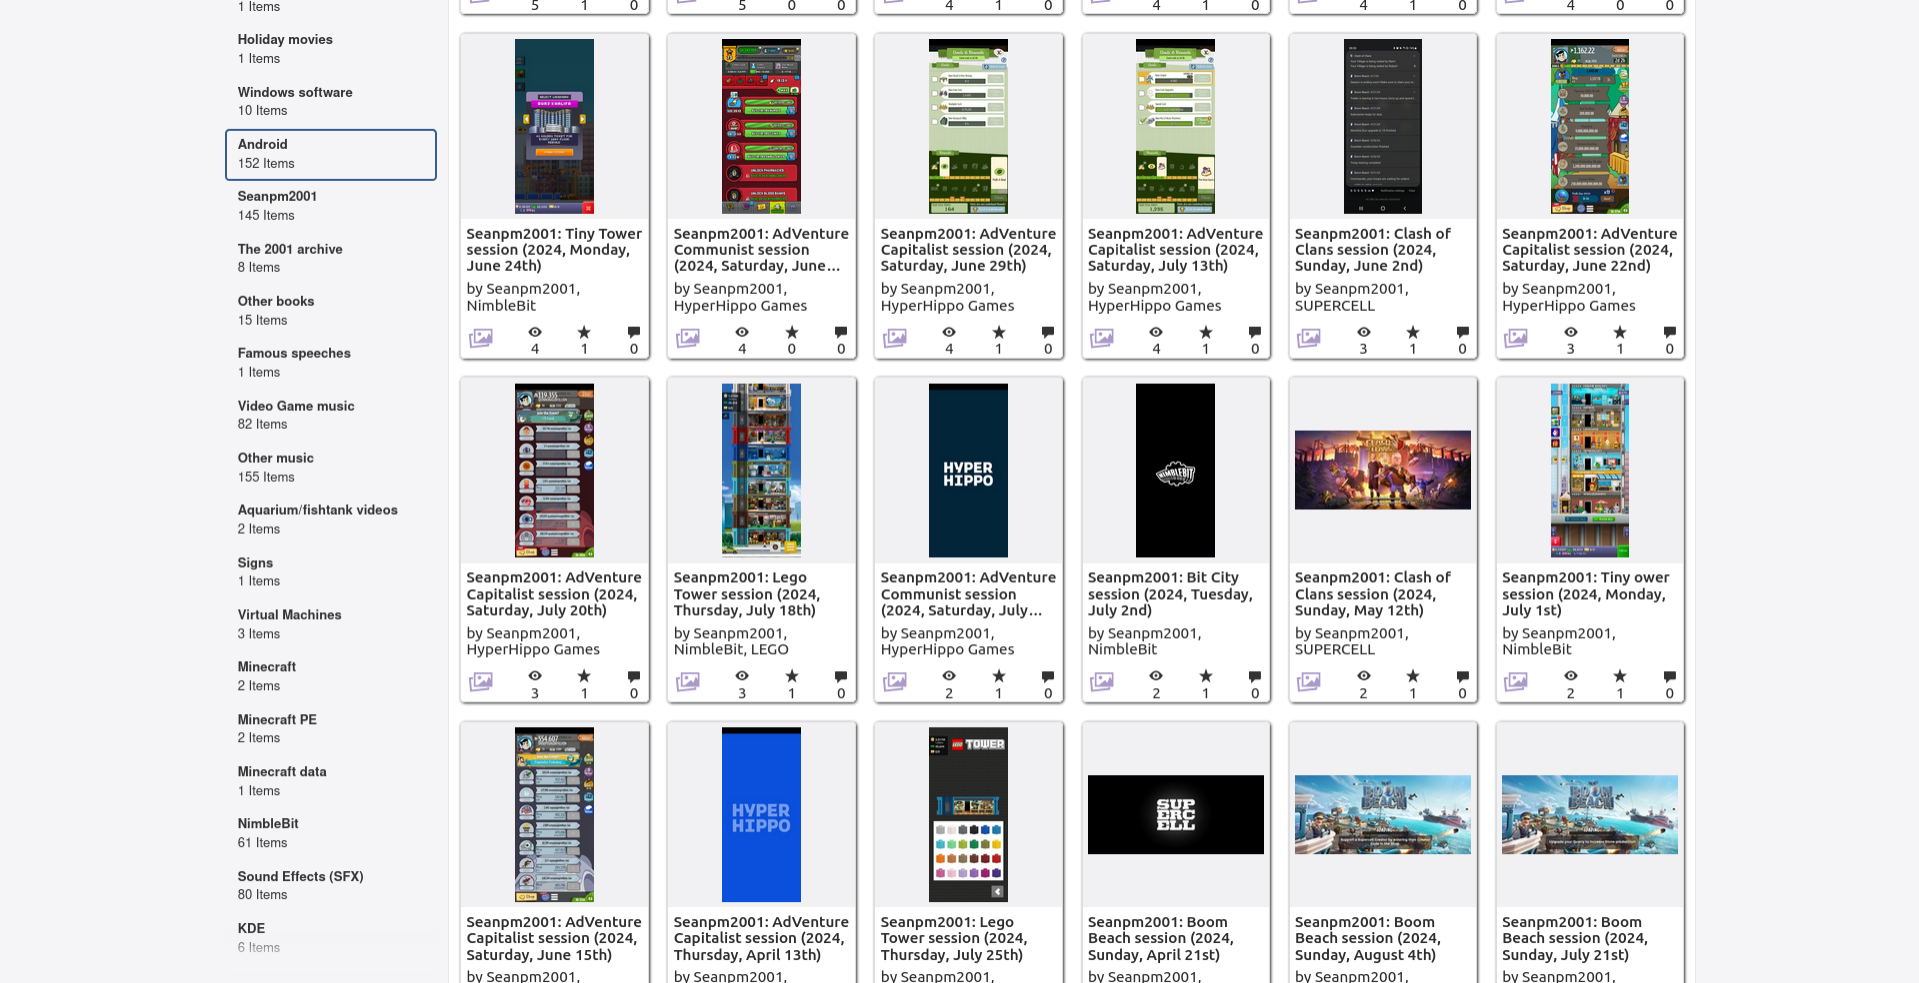 1 Items
Holiday movies
1 Items
Windows software
10 Items
Android
152 Items
Seanpm2001
145 Items
The 2001 archive
8 Items
Other books
15 Items
Famous speeches
1 Items
Video Game music
82 Items
Other music
155 Items
Aquarium/fishtank videos
2 Items
Signs
1 Items
Virtual Machines
3 Items
Minecraft
2 Items
Minecraft PE
2 Items
Minecraft data
1 Items
NimbleBit
61 Items
Sound Effects (SFX)
80 Items
KDE
6 Items
5 1 0
5 0 0
4 1 0
4 1 0
4 1 0
4 0 0
Seanpm2001: Tiny Tower
session (2024, Monday,
June 24th)
by Seanpm2001,
NimbleBit
4 1 0
Seanpm2001: AdVenture
Communist session
(2024, Saturday, June...
by Seanpm2001,
HyperHippo Games
4 0 0
Seanpm2001: AdVenture
Capitalist session (2024,
Saturday, June 29th)
by Seanpm2001,
HyperHippo Games
4 1 0
Seanpm2001: AdVenture
Capitalist session (2024,
Saturday, July 13th)
by Seanpm2001,
HyperHippo Games
4 1 0
Seanpm2001: Clash of
Clans session (2024,
Sunday, June 2nd)
by Seanpm2001,
SUPERCELL
3 1 0
Seanpm2001: AdVenture
Capitalist session (2024,
Saturday, June 22nd)
by Seanpm2001,
HyperHippo Games
3 1 0
Seanpm2001: AdVenture
Capitalist session (2024,
Saturday, July 20th)
by Seanpm2001,
HyperHippo Games
3 1 0
Seanpm2001: Lego
Tower session (2024,
Thursday, July 18th)
by Seanpm2001,
NimbleBit, LEGO
3 1 0
HYPER
HIPPO
Seanpm2001: AdVenture
Communist session
(2024, Saturday, July...
by Seanpm2001,
HyperHippo Games
2 1 0
NIMBLEBIT
Seanpm2001: Bit City
session (2024, Tuesday,
July 2nd)
by Seanpm2001,
NimbleBit
2 1 0
Seanpm2001: Clash of
Clans session (2024,
Sunday, May 12th)
by Seanpm2001,
SUPERCELL
2 1 0
Seanpm2001: Tiny ower
session (2024, Monday,
July 1st)
by Seanpm2001,
NimbleBit
2 1 0
Seanpm2001: AdVenture
Capitalist session (2024,
Saturday, June 15th)
by Seanpm2001,
HYPER
HIPPO
Seanpm2001: AdVenture
Capitalist session (2024,
Thursday, April 13th)
by Seanpm2001,
LEGO TOWER
Seanpm2001: Lego
Tower session (2024,
Thursday, July 25th)
by Seanpm2001,
SUP
ERC
ELL
Seanpm2001: Boom
Beach session (2024,
Sunday, April 21st)
by Seanpm2001,
BOOM
BEACH
Seanpm2001: Boom
Beach session (2024,
Sunday, August 4th)
by Seanpm2001,
BOOM
BEACH
Seanpm2001: Boom
Beach session (2024,
Sunday, July 21st)
by Seanpm2001,